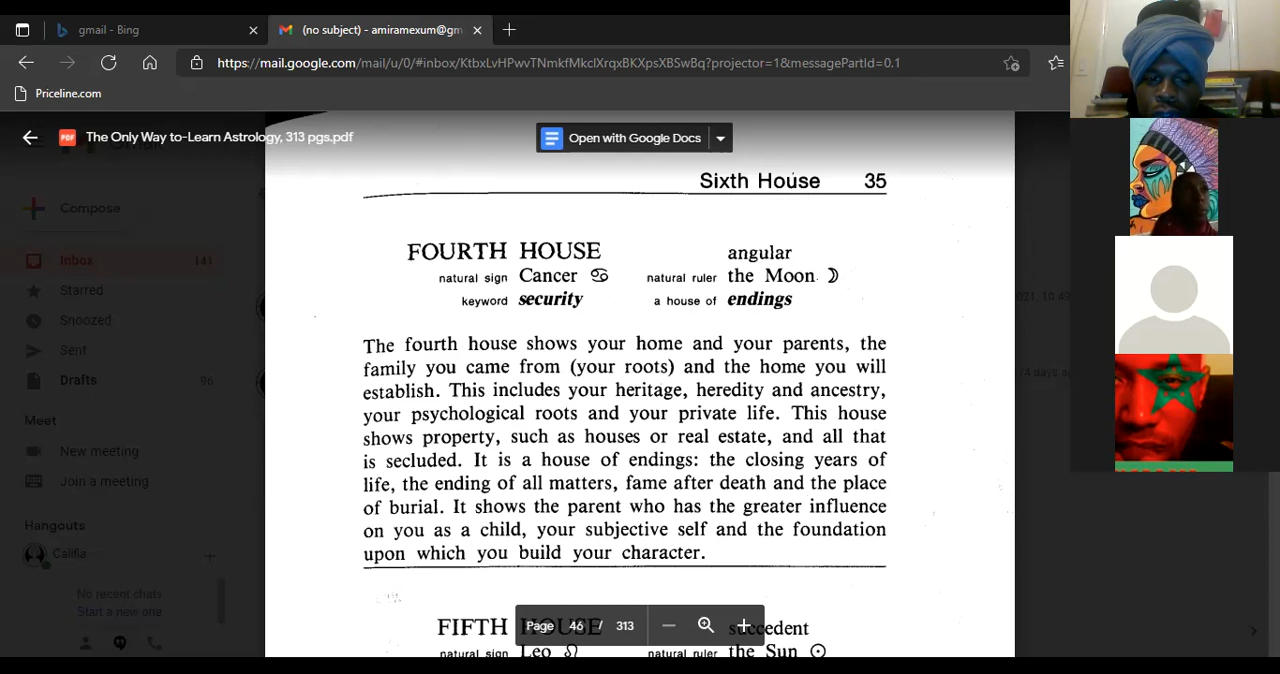 gmail - Bing
(no subject) - amiramexum@gm
https://mail.google.com/mail/u/0/#inbox/KtbxLvHPwvTNmkfMkclXrqxBKXpsXBSwBq?projector=1&messagePartId=0.1
Priceline.com
PDF
The Only Way to-Learn Astrology, 313 pgs.pdf
Open with Google Docs
Compose
Inbox 141
Starred
Snoozed
Sent
Drafts 96
Meet
New meeting
Join a meeting
Hangouts
Califia
No recent chats
Start a new one
Sixth House 35
FOURTH HOUSE angular
natural sign Cancer ♋ natural ruler the Moon ☽
keyword security a house of endings
The fourth house shows your home and your parents, the
family you came from (your roots) and the home you will
establish. This includes your heritage, heredity and ancestry,
your psychological roots and your private life. This house
shows property, such as houses or real estate, and all that
is secluded. It is a house of endings: the closing years of
life, the ending of all matters, fame after death and the place
of burial. It shows the parent who has the greater influence
on you as a child, your subjective self and the foundation
upon which you build your character.
FIFTH HOUSE succedent
natural sign Leo ♌ natural ruler the Sun ☉
Page 46 / 313